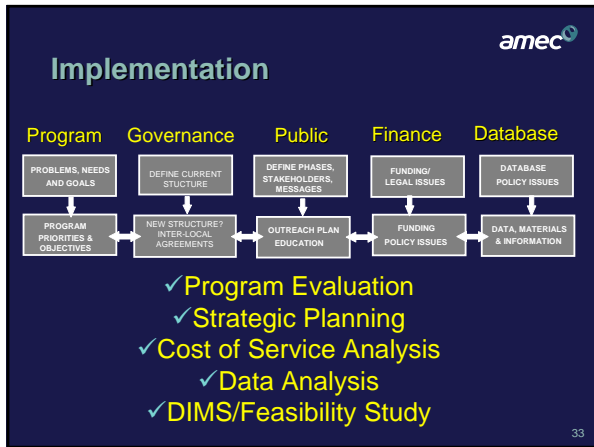 amec
Implementation
Program Governance Public Finance Database
PROBLEMS, NEEDS
AND GOALS
DEFINE CURRENT
STUCTURE
DEFINE PHASES,
STAKEHOLDERS,
MESSAGES
FUNDING/
LEGAL ISSUES
DATABASE
POLICY ISSUES
PROGRAM
PRIORITIES &
OBJECTIVES
NEW STRUCTURE?
INTER-LOCAL
AGREEMENTS
OUTREACH PLAN
EDUCATION
FUNDING
POLICY ISSUES
DATA, MATERIALS
& INFORMATION
✓Program Evaluation
✓Strategic Planning
✓Cost of Service Analysis
✓Data Analysis
✓DIMS/Feasibility Study
33